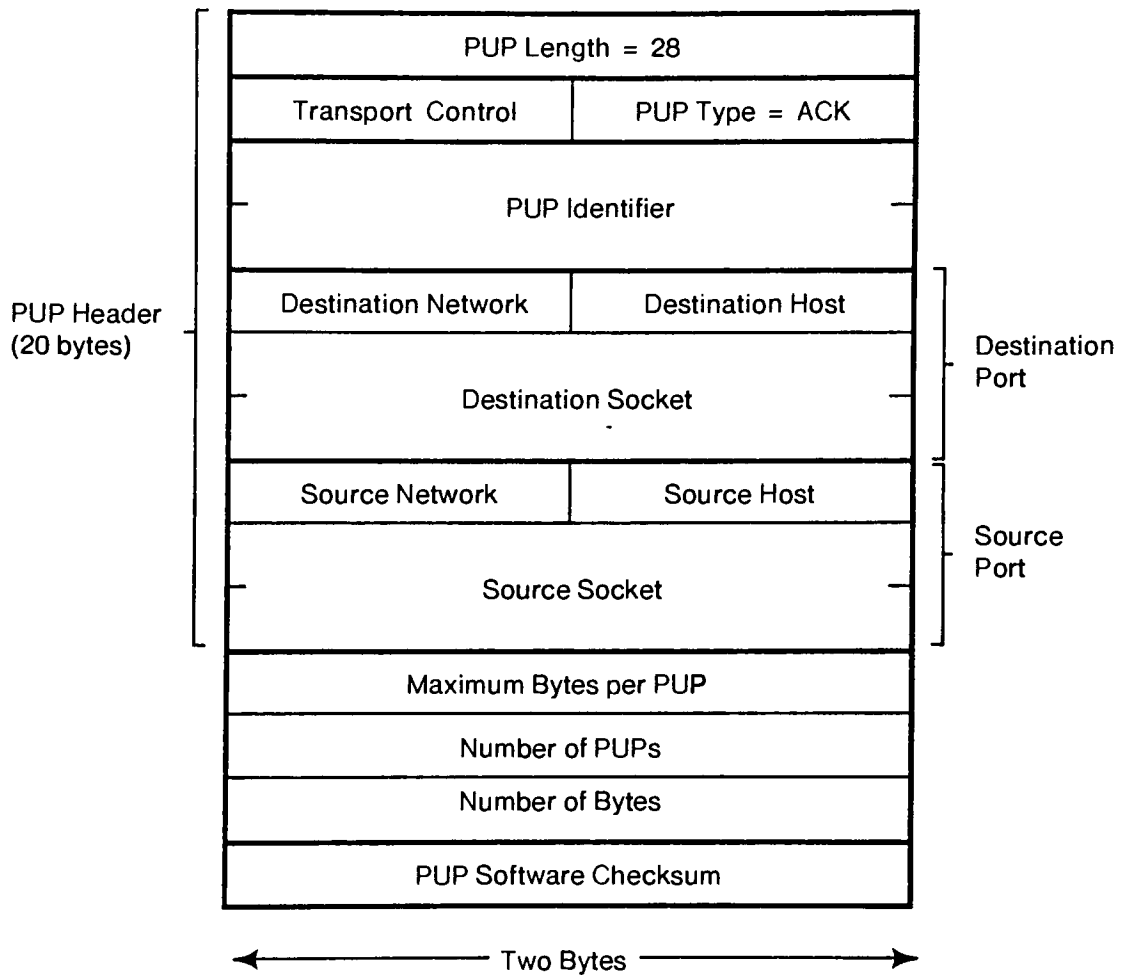 PUP Length = 28
Transport Control
PUP Type = ACK
PUP Identifier
PUP Header
(20 bytes)
Destination Network
Destination Host
Destination Socket
Destination
Port
Source Network
Source Host
Source Socket
Source
Port
Maximum Bytes per PUP
Number of PUPs
Number of Bytes
PUP Software Checksum
Two Bytes